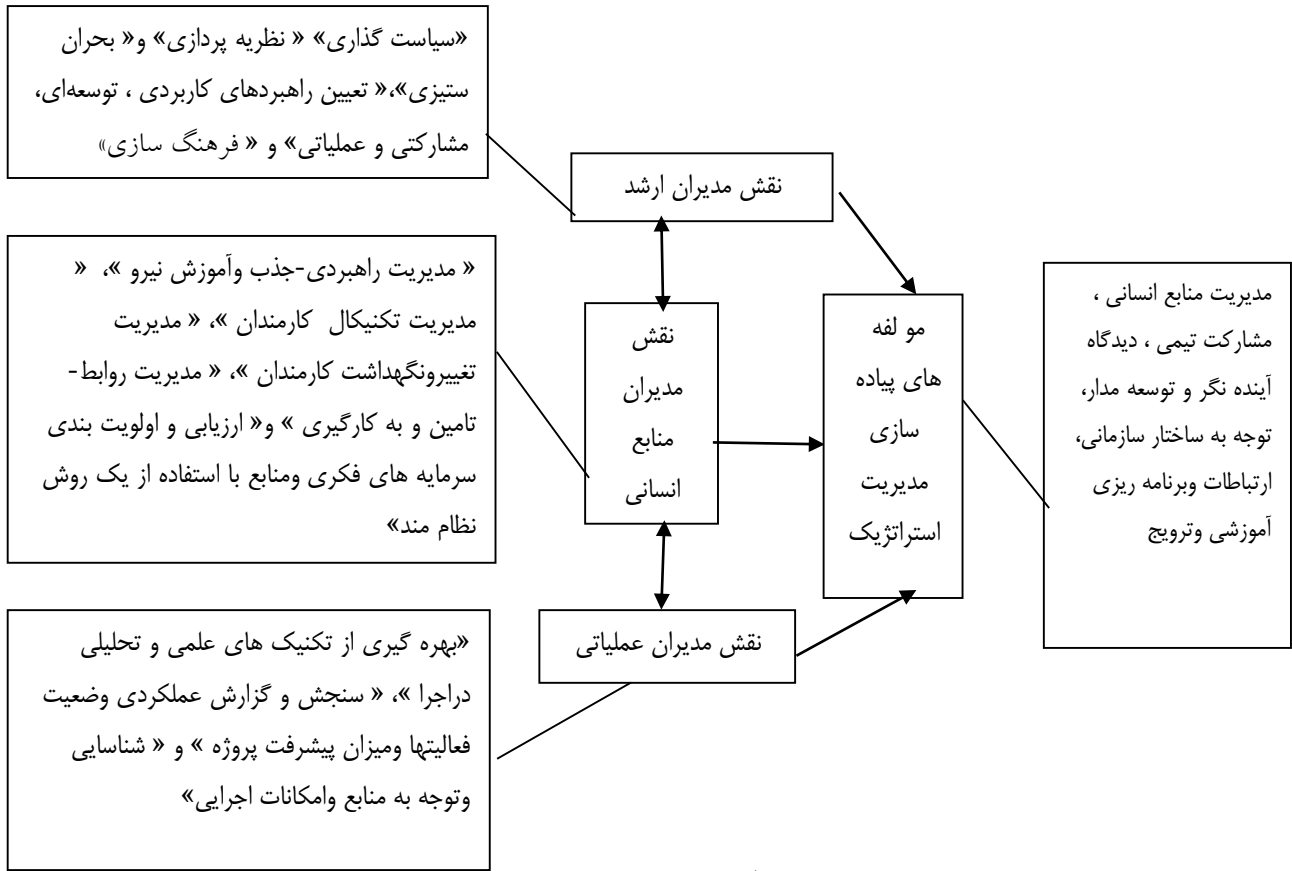 «سیاست گذاری» « نظریه پردازی» و« بحران
ستیزی»،« تعیین راهبردهای کاربردی ، توسعه‌ای،
مشارکتی و عملیاتی» و « فرهنگ سازی»
نقش مدیران ارشد
« مدیریت راهبردی-جذب وآموزش نیرو »، «
مدیریت تکنیکال کارمندان »، « مدیریت
تغییرونگهداشت کارمندان »، « مدیریت روابط-
تامین و به کارگیری » و« ارزیابی و اولویت بندی
سرمایه های فکری ومنابع با استفاده از یک روش
نظام مند»
نقش
مدیران
منابع
انسانی
مو لفه
های پیاده
سازی
مدیریت
استراتژیک
مدیریت منابع انسانی ،
مشارکت تیمی ، دیدگاه
آینده نگر و توسعه مدار،
توجه به ساختار سازمانی،
ارتباطات وبرنامه ریزی
آموزشی وترویج
نقش مدیران عملیاتی
«بهره گیری از تکنیک های علمی و تحلیلی
دراجرا »، « سنجش و گزارش عملکردی وضعیت
فعالیتها ومیزان پیشرفت پروژه » و « شناسایی
وتوجه به منابع وامکانات اجرایی»